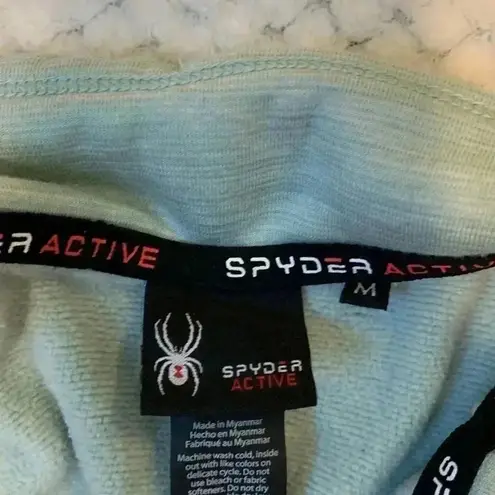 ER ACTIVE SPYDER ACTIVE
M
SPYDER
ACTIVE
Made in Myanmar
Hecho en Myanmar
Fabriqué au Myanmar
Machine wash cold, inside
out with like colors on
delicate cycle. Do not
use bleach or fabric
softeners. Do not dry
SPY